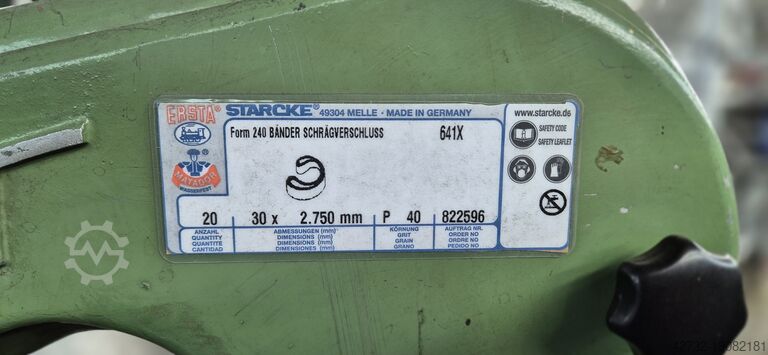 ERSTA® STARCKE® 49304 MELLE · MADE IN GERMANY
www.starcke.de
Form 240 BÄNDER SCHRÄGVERSCHLUSS 641X
SAFETY CODE
SAFETY LEAFLET
MATADOR
WASSERFEST
20 30 x 2.750 mm P 40 822596
ANZAHL ABMESSUNGEN (mm) KÖRNUNG AUFTRAG NR.
QUANTITY DIMENSIONS (mm) GRIT ORDER NO
QUANTITE DIMENSIONS (mm) GRAIN ORDER NO
CANTIDAD DIMENSIONES (mm) GRANO PEDIDO NO